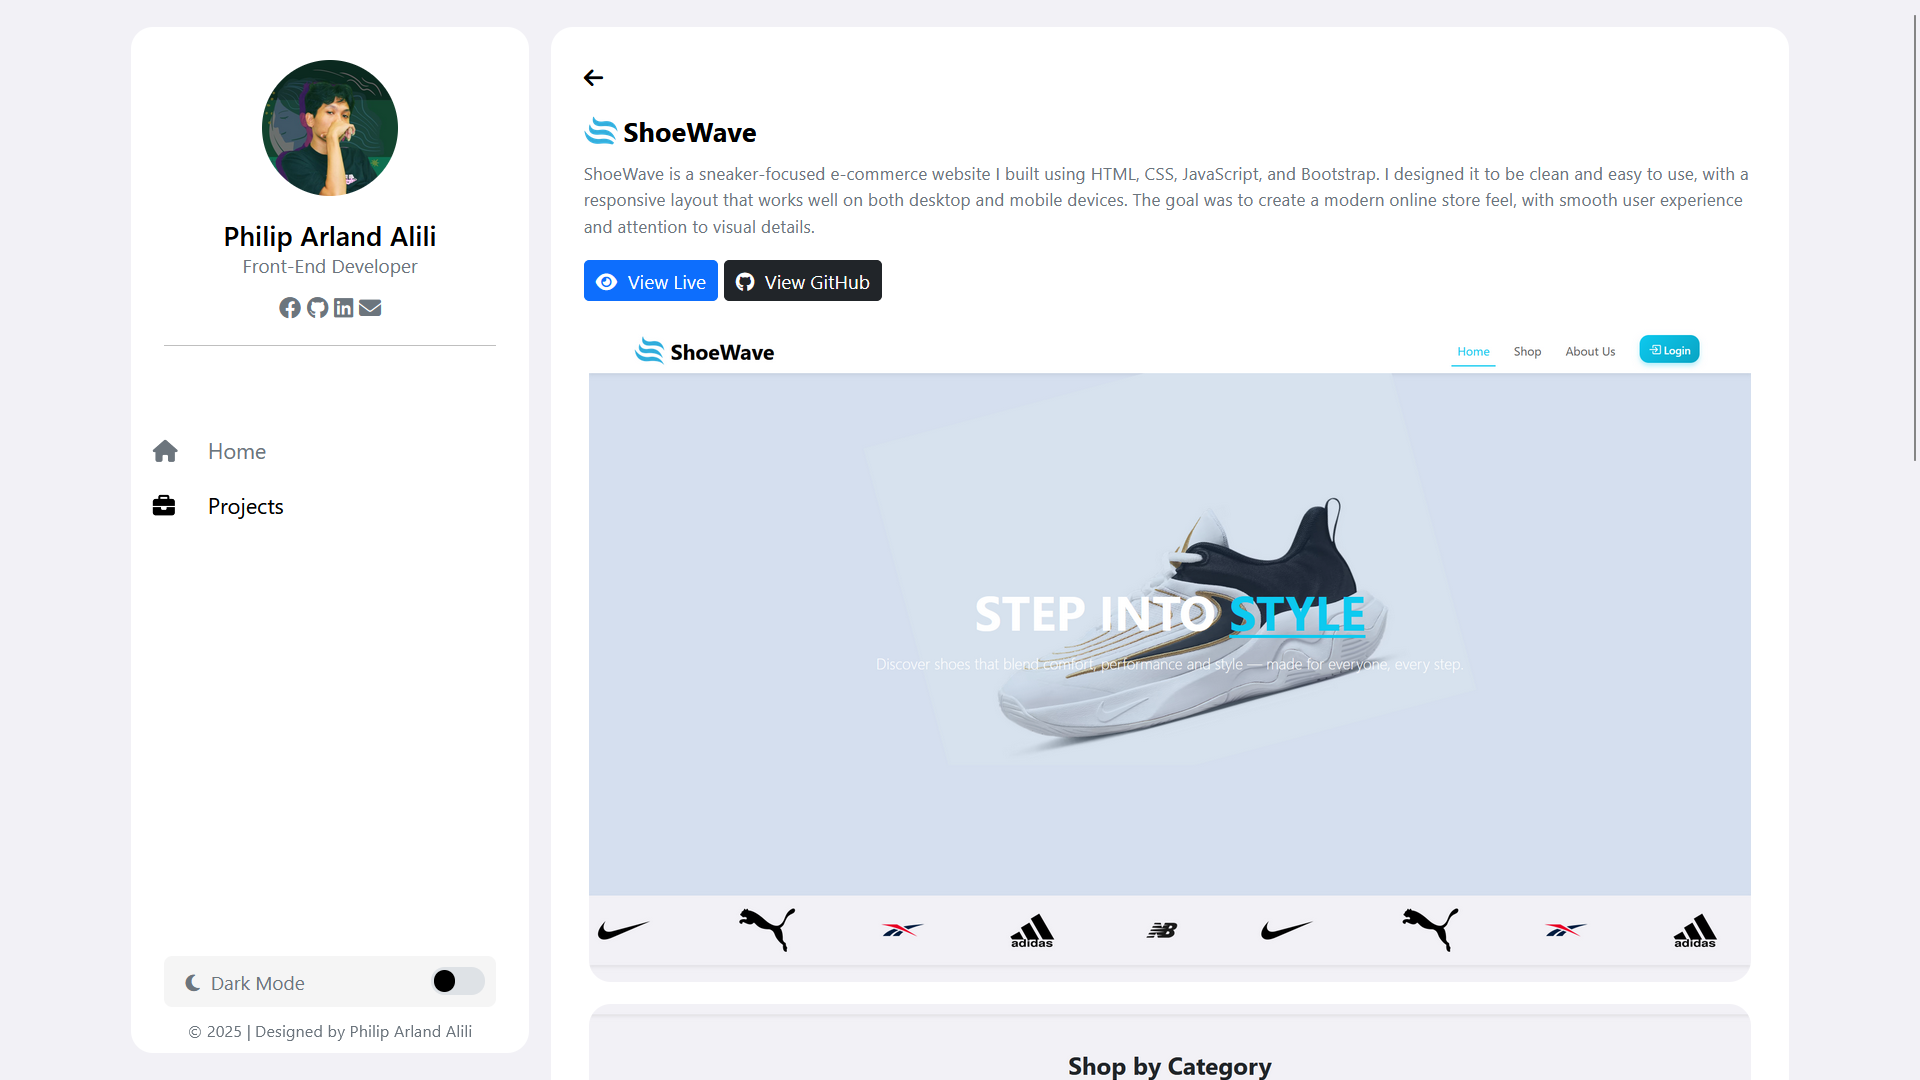 Philip Arland Alili
Front-End Developer
Home
Projects
Dark Mode
© 2025 | Designed by Philip Arland Alili
ShoeWave
ShoeWave is a sneaker-focused e-commerce website I built using HTML, CSS, JavaScript, and Bootstrap. I designed it to be clean and easy to use, with a
responsive layout that works well on both desktop and mobile devices. The goal was to create a modern online store feel, with smooth user experience
and attention to visual details.
View Live View GitHub
ShoeWave Home Shop About Us Login
STEP INTO STYLE
Discover shoes that blend comfort, performance and style — made for everyone, every step.
adidas NB adidas
Shop by Category